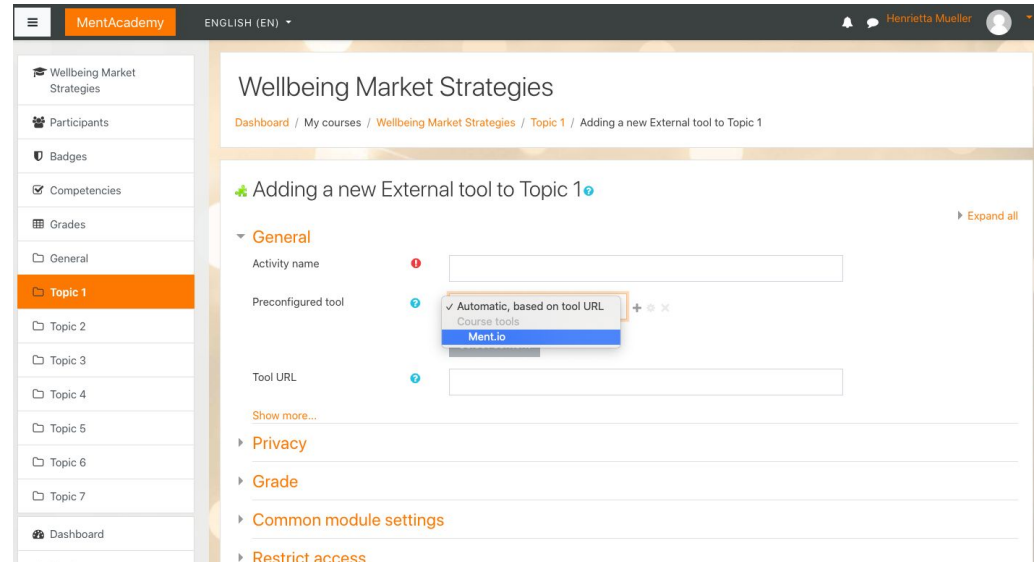 MentAcademy
ENGLISH (EN)
Henrietta Mueller
Wellbeing Market
Strategies
Participants
Badges
Competencies
Grades
General
Topic 1
Topic 2
Topic 3
Topic 4
Topic 5
Topic 6
Topic 7
Dashboard
Wellbeing Market Strategies
Dashboard / My courses / Wellbeing Market Strategies / Topic 1 / Adding a new External tool to Topic 1
Adding a new External tool to Topic 1
Expand all
General
Activity name
Preconfigured tool
Automatic, based on tool URL
Course tools
Ment.io
Tool URL
Show more...
Privacy
Grade
Common module settings
Restrict access